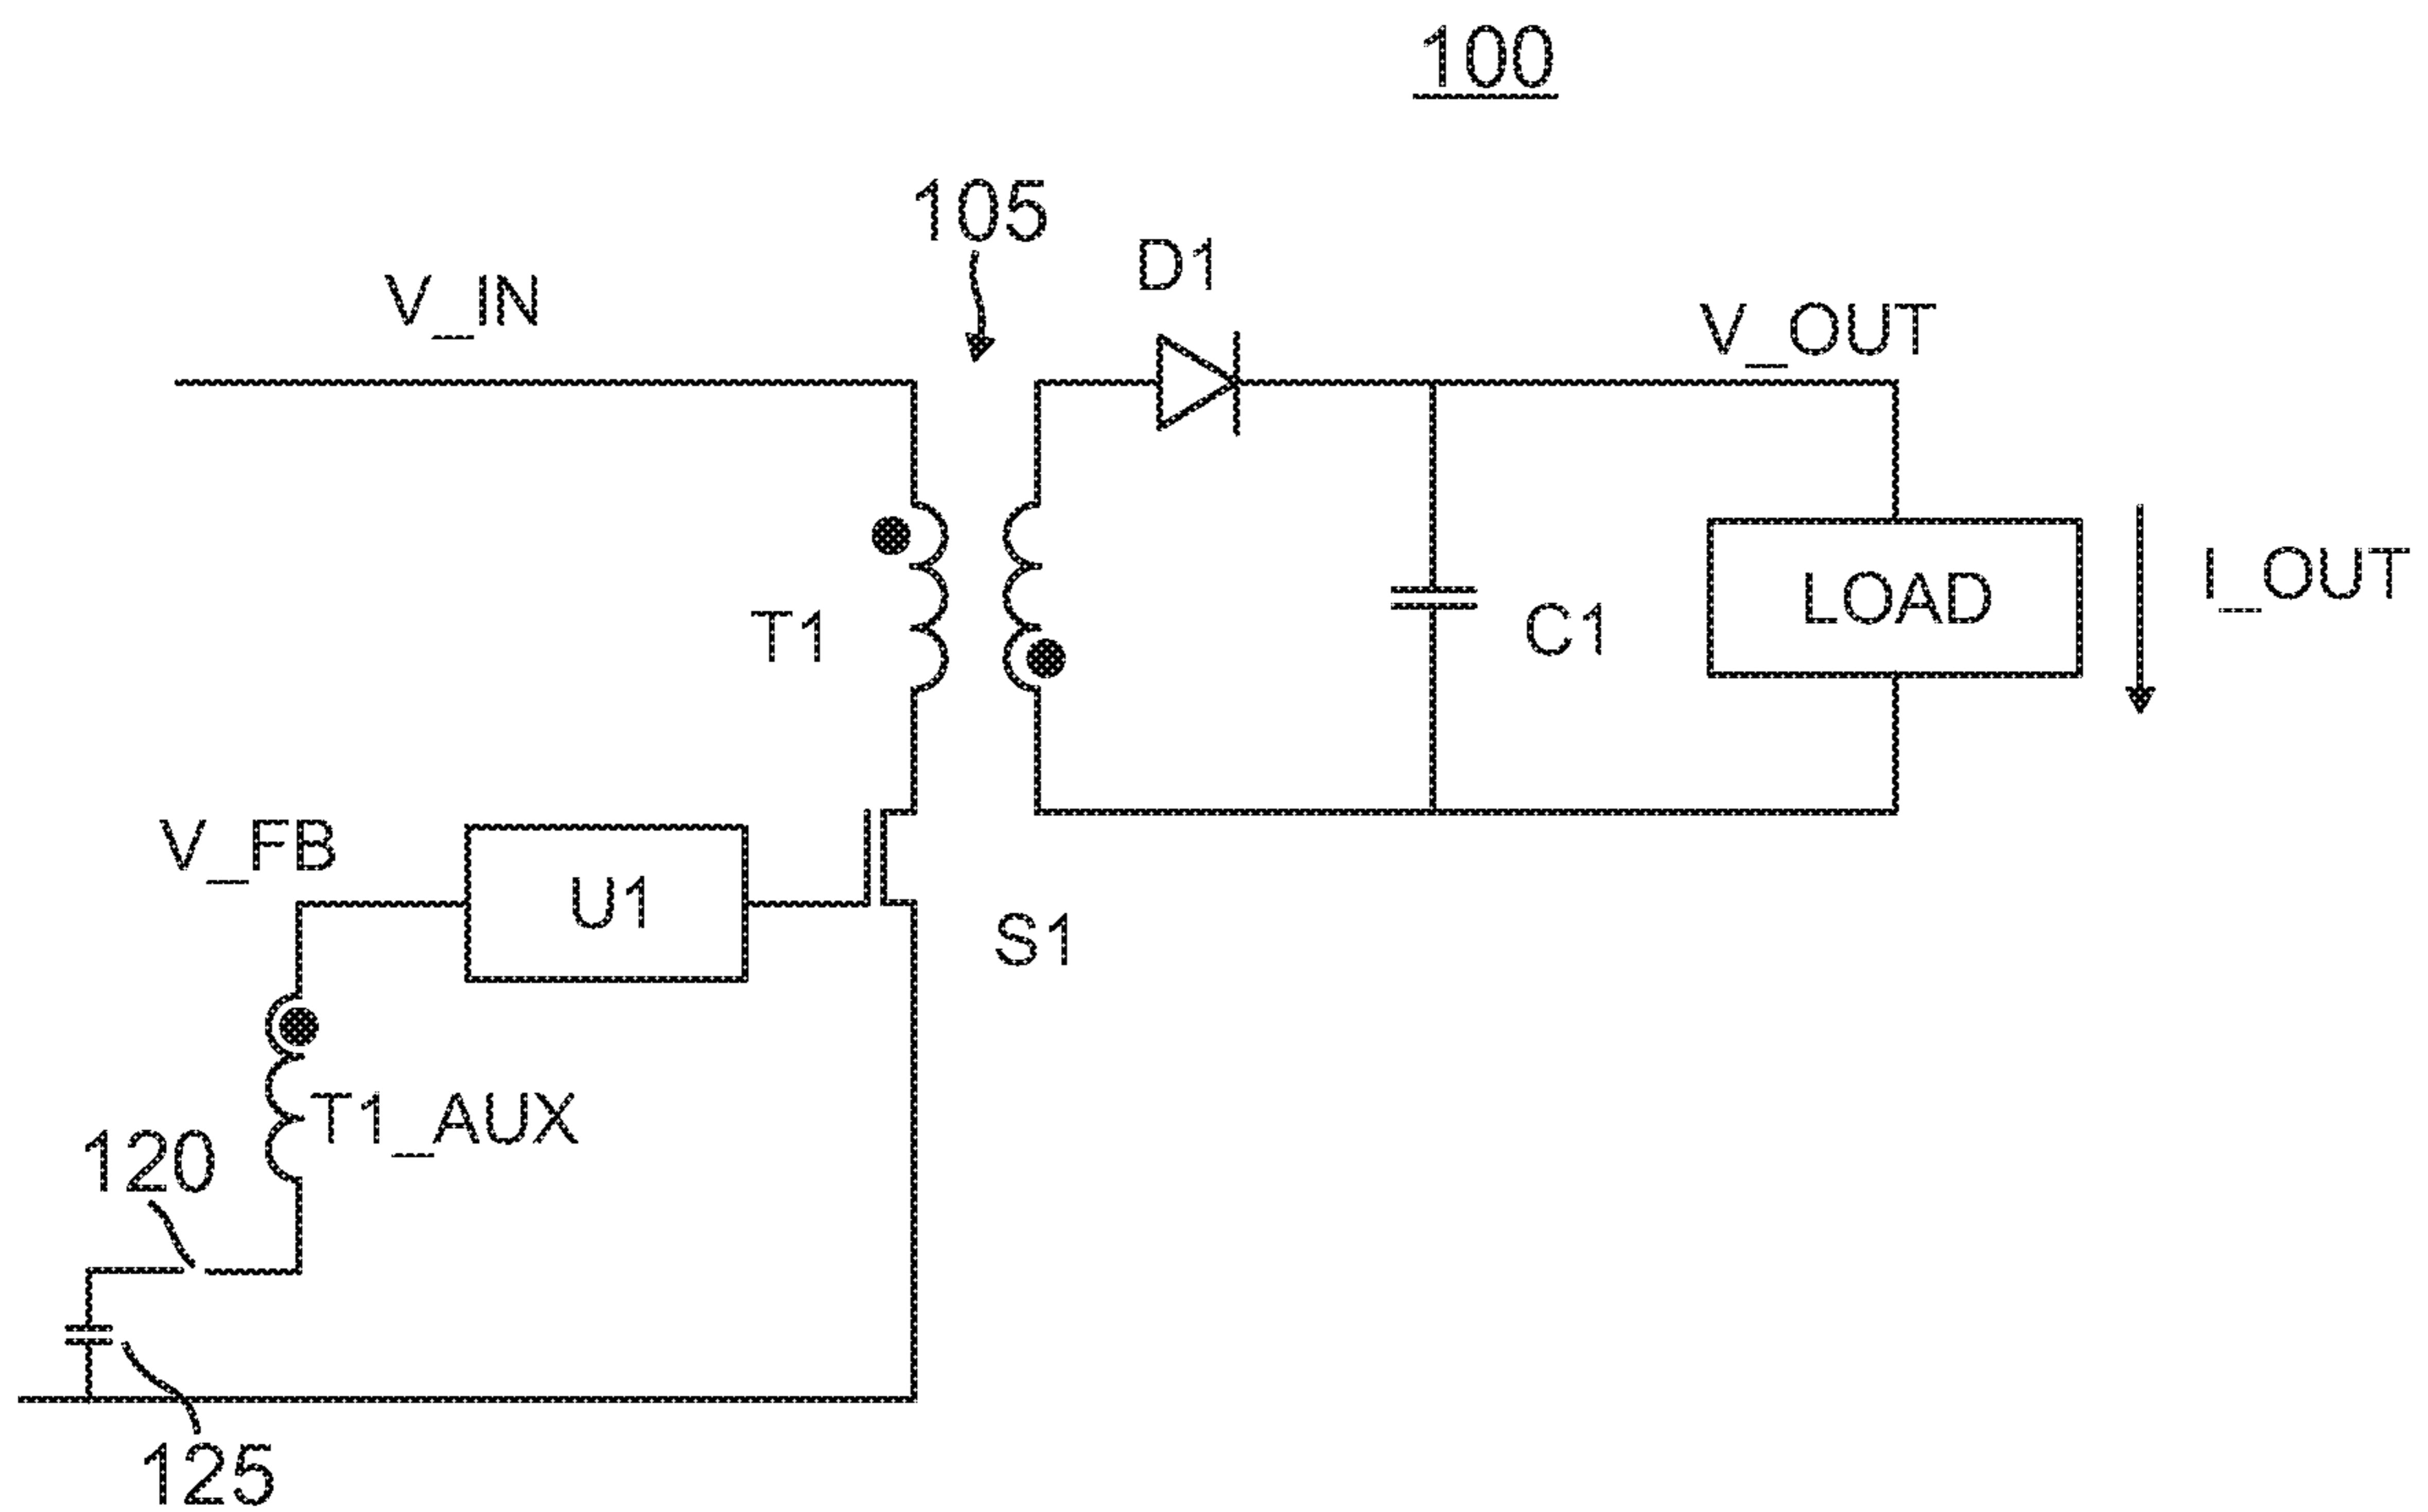 100
105
D1
V_IN
V_OUT
LOAD
I_OUT
T1
C1
V_FB
U1
S1
T1_AUX
120
125